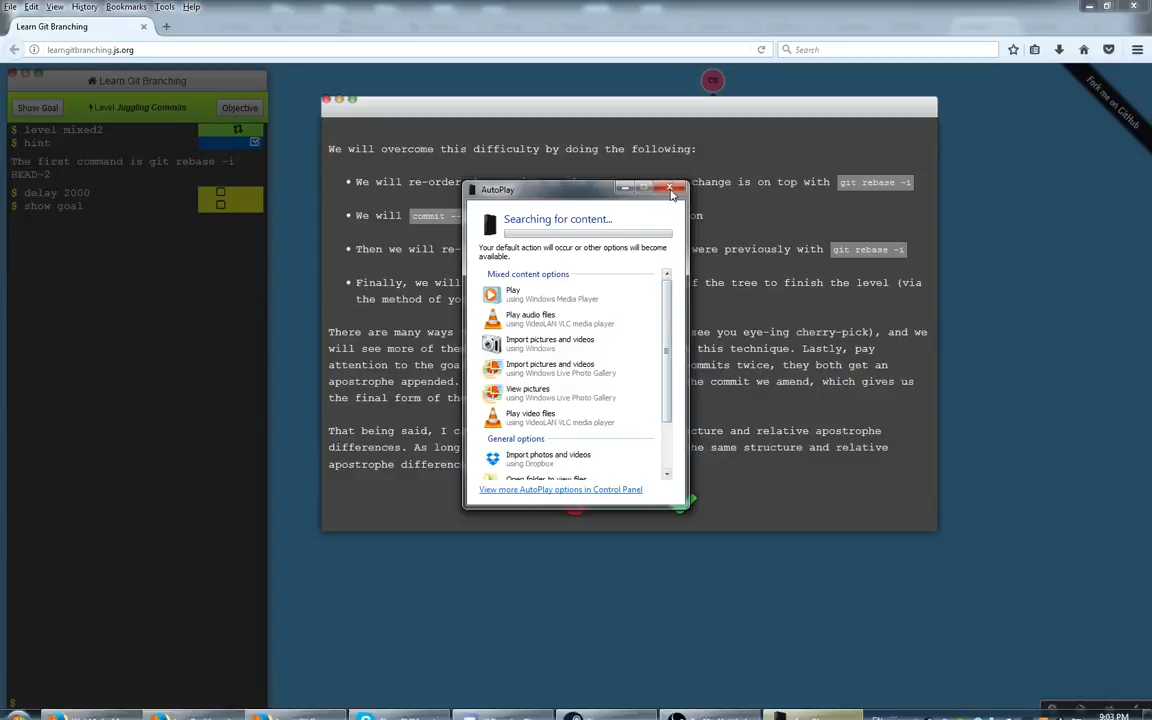 File Edit View History Bookmarks Tools Help
Learn Git Branching
learngitbranching.js.org
Search
Fork me on GitHub
Learn Git Branching
Show Goal
Level Juggling Commits
Objective
$ level mixed2
$ hint
The first command is git rebase -i
HEAD~2
$ delay 2000
$ show goal
$
We will overcome this difficulty by doing the following:
We will re-order
change is on top with git rebase -i
We will commit --
on
Then we will re-
were previously with git rebase -i
Finally, we will
f the tree to finish the level (via
the method of yo
There are many ways
see you eye-ing cherry-pick), and we
will see more of the
this technique. Lastly, pay
attention to the goa
ommits twice, they both get an
apostrophe appended.
he commit we amend, which gives us
the final form of th
That being said, I c
cture and relative apostrophe
differences. As long
he same structure and relative
apostrophe differenc
AutoPlay
Searching for content...
Your default action will occur or other options will become
available.
Mixed content options
Play
using Windows Media Player
Play audio files
using VideoLAN VLC media player
Import pictures and videos
using Windows
Import pictures and videos
using Windows Live Photo Gallery
View pictures
using Windows Live Photo Gallery
Play video files
using VideoLAN VLC media player
General options
Import photos and videos
using Dropbox
Open folder to view files
View more AutoPlay options in Control Panel
9:03 PM